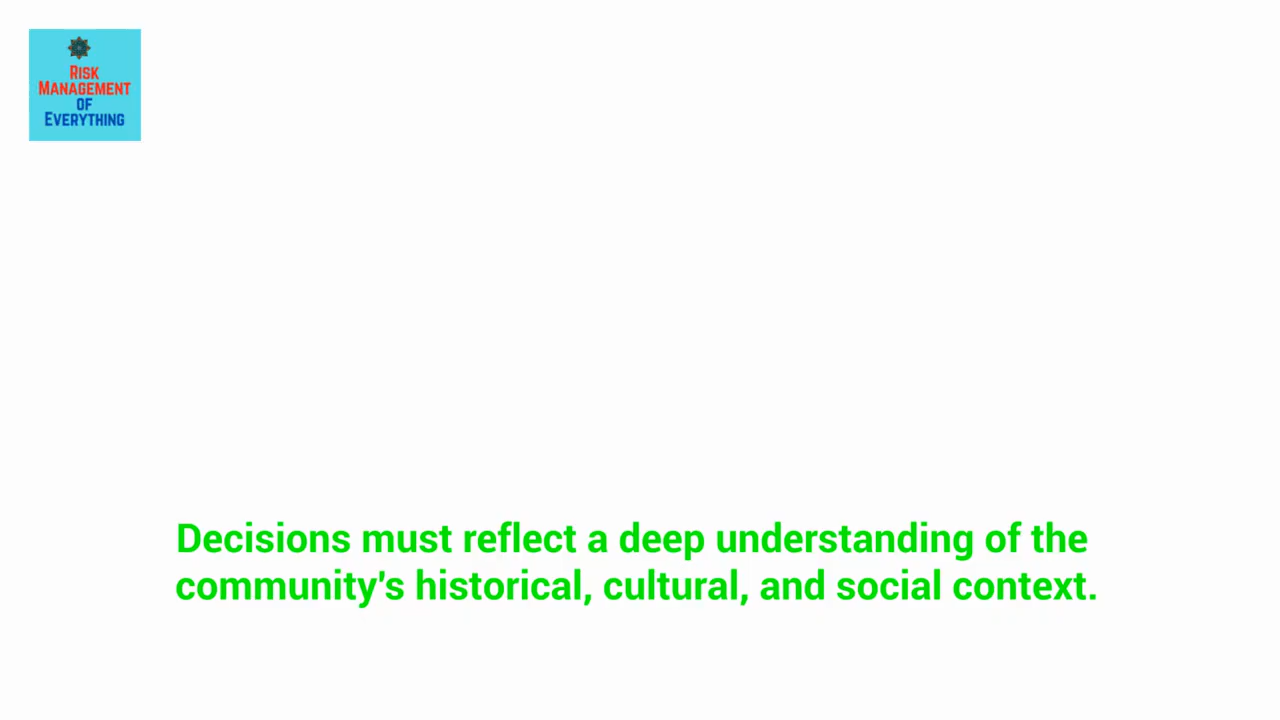 Risk
Management
of
Everything
Decisions must reflect a deep understanding of the
community's historical, cultural, and social context.